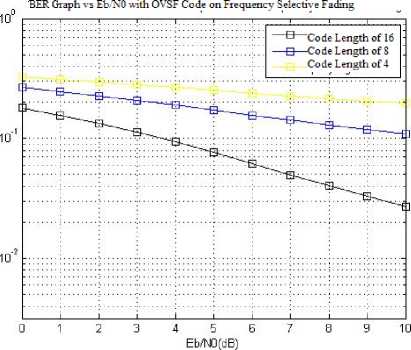 BER Graph vs Eb/N0 with OVSF Code on Frequency Selective Fading
10^0
Code Length of 16
Code Length of 8
Code Length of 4
10^-1
10^-2
0 1 2 3 4 5 6 7 8 9 10
Eb/N0(dB)